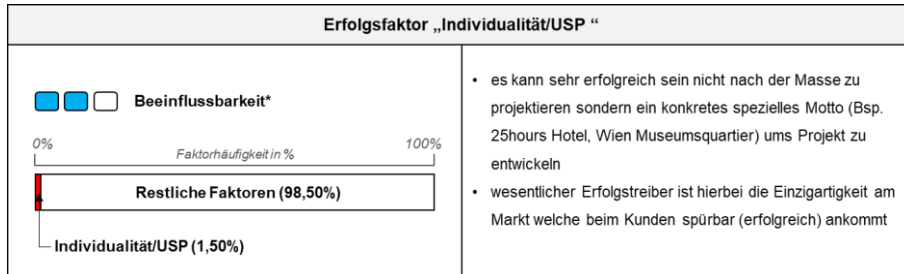 Erfolgsfaktor „Individualität/USP “
Beeinflussbarkeit*
0%
100%
Faktorhäufigkeit in %
Restliche Faktoren (98,50%)
Individualität/USP (1,50%)
• es kann sehr erfolgreich sein nicht nach der Masse zu
projektieren sondern ein konkretes spezielles Motto (Bsp.
25hours Hotel, Wien Museumsquartier) ums Projekt zu
entwickeln
• wesentlicher Erfolgstreiber ist hierbei die Einzigartigkeit am
Markt welche beim Kunden spürbar (erfolgreich) ankommt